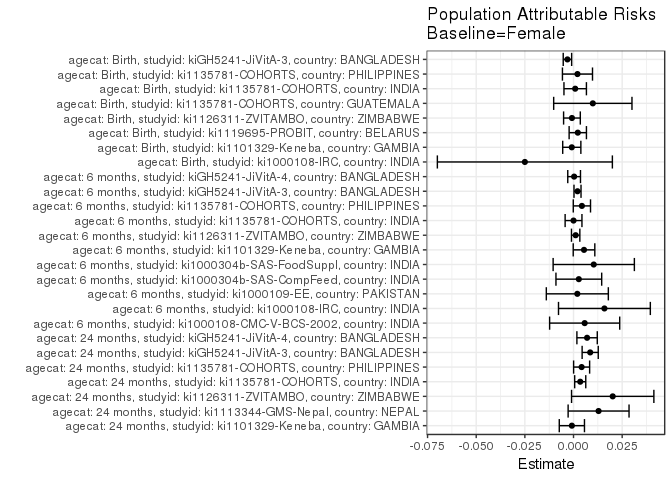 Population Attributable Risks
Baseline=Female
agecat: Birth, studyid: kiGH5241-JiVitA-3, country: BANGLADESH
agecat: Birth, studyid: ki1135781-COHORTS, country: PHILIPPINES
agecat: Birth, studyid: ki1135781-COHORTS, country: INDIA
agecat: Birth, studyid: ki1135781-COHORTS, country: GUATEMALA
agecat: Birth, studyid: ki1126311-ZVITAMBO, country: ZIMBABWE
agecat: Birth, studyid: ki1119695-PROBIT, country: BELARUS
agecat: Birth, studyid: ki1101329-Keneba, country: GAMBIA
agecat: Birth, studyid: ki1000108-IRC, country: INDIA
agecat: 6 months, studyid: kiGH5241-JiVitA-4, country: BANGLADESH
agecat: 6 months, studyid: kiGH5241-JiVitA-3, country: BANGLADESH
agecat: 6 months, studyid: ki1135781-COHORTS, country: PHILIPPINES
agecat: 6 months, studyid: ki1135781-COHORTS, country: INDIA
agecat: 6 months, studyid: ki1126311-ZVITAMBO, country: ZIMBABWE
agecat: 6 months, studyid: ki1101329-Keneba, country: GAMBIA
agecat: 6 months, studyid: ki1000304b-SAS-FoodSuppl, country: INDIA
agecat: 6 months, studyid: ki1000304b-SAS-CompFeed, country: INDIA
agecat: 6 months, studyid: ki1000109-EE, country: PAKISTAN
agecat: 6 months, studyid: ki1000108-IRC, country: INDIA
agecat: 6 months, studyid: ki1000108-CMC-V-BCS-2002, country: INDIA
agecat: 24 months, studyid: kiGH5241-JiVitA-4, country: BANGLADESH
agecat: 24 months, studyid: kiGH5241-JiVitA-3, country: BANGLADESH
agecat: 24 months, studyid: ki1135781-COHORTS, country: PHILIPPINES
agecat: 24 months, studyid: ki1135781-COHORTS, country: INDIA
agecat: 24 months, studyid: ki1126311-ZVITAMBO, country: ZIMBABWE
agecat: 24 months, studyid: ki1113344-GMS-Nepal, country: NEPAL
agecat: 24 months, studyid: ki1101329-Keneba, country: GAMBIA
-0.075 -0.050 -0.025 0.000 0.025
Estimate